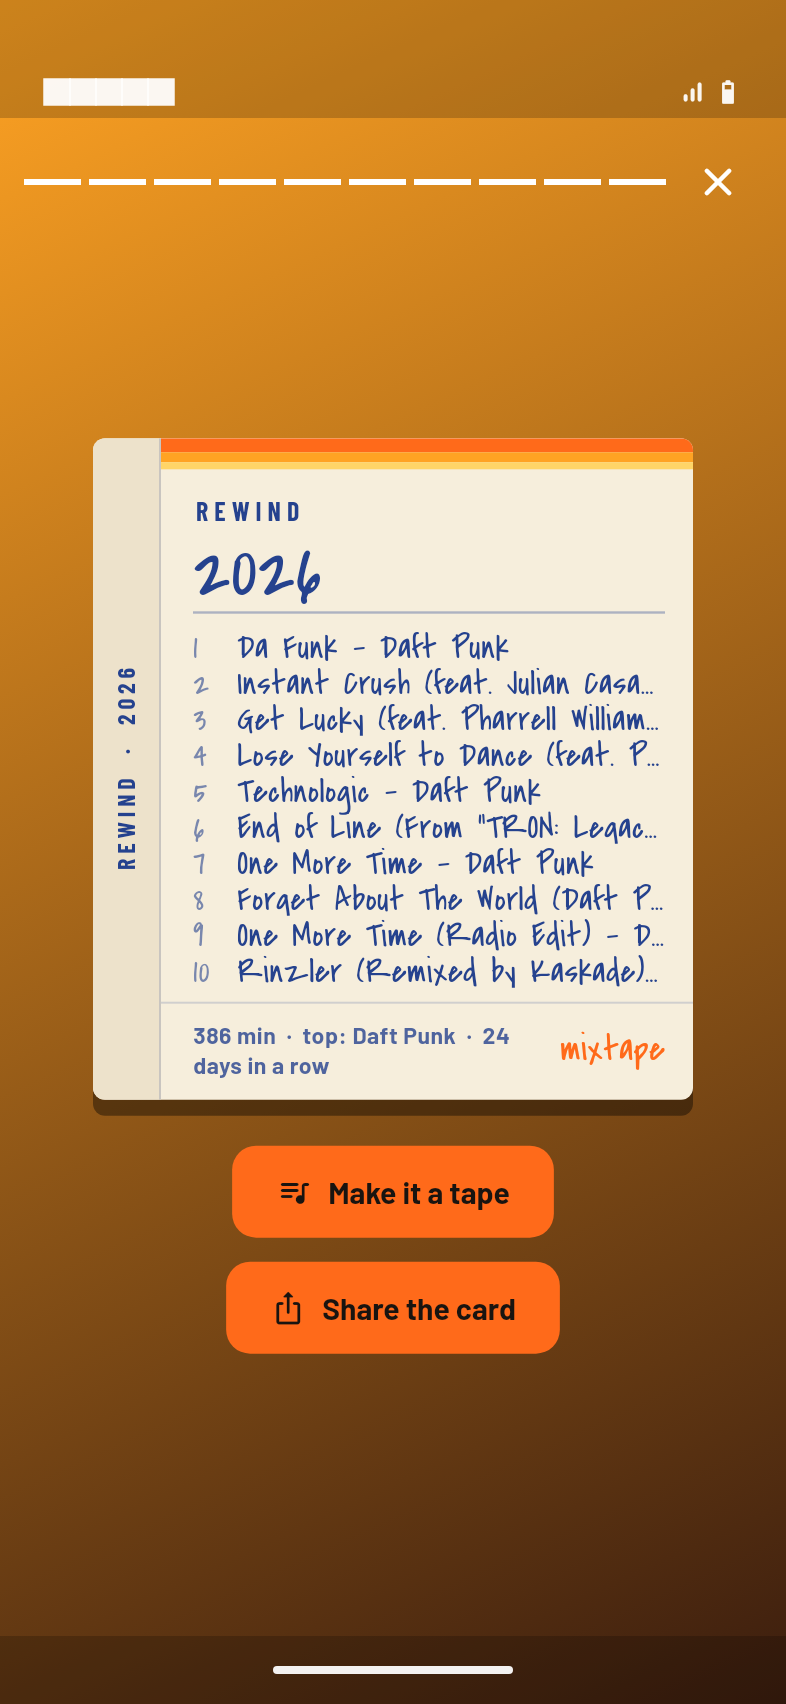 REWIND · 2026
REWIND
2026
1 Da Funk - Daft Punk
2 Instant Crush (feat. Julian Casa...
3 Get Lucky (feat. Pharrell William...
4 Lose Yourself to Dance (feat. P...
5 Technologic - Daft Punk
6 End of Line (From "TRON: Legac...
7 One More Time - Daft Punk
8 Forget About The World (Daft P...
9 One More Time (Radio Edit) - D...
10 Rinzler (Remixed by Kaskade)...
386 min · top: Daft Punk · 24
days in a row
mixtape
Make it a tape
Share the card